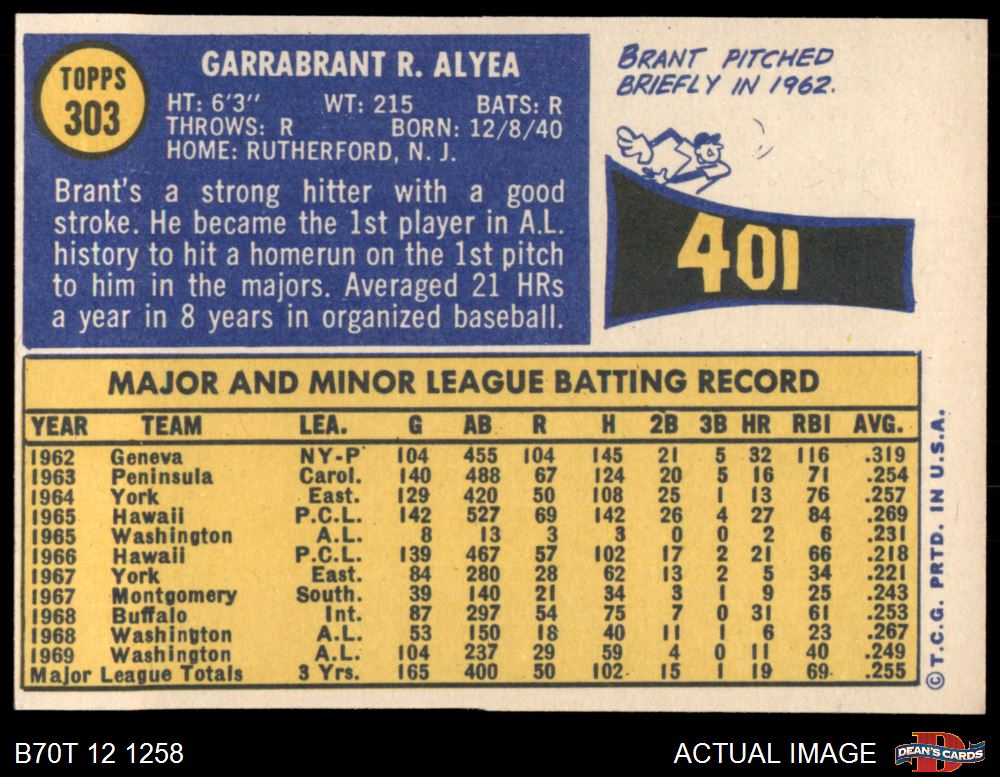 TOPPS
303
GARRABRANT R. ALYEA
HT: 6'3" WT: 215 BATS: R
THROWS: R BORN: 12/8/40
HOME: RUTHERFORD, N. J.
Brant's a strong hitter with a good
stroke. He became the 1st player in A.L.
history to hit a homerun on the 1st pitch
to him in the majors. Averaged 21 HRs
a year in 8 years in organized baseball.
BRANT PITCHED
BRIEFLY IN 1962.
401
MAJOR AND MINOR LEAGUE BATTING RECORD
YEAR TEAM LEA. G AB R H 2B 3B HR RBI AVG.
1962 Geneva NY-P 104 455 104 145 21 5 32 116 .319
1963 Peninsula Carol. 140 488 67 124 20 5 16 71 .254
1964 York East. 129 420 50 108 25 1 13 76 .257
1965 Hawaii P.C.L. 142 527 69 142 26 4 27 84 .269
1965 Washington A.L. 8 13 3 3 0 0 2 6 .231
1966 Hawaii P.C.L. 139 467 57 102 17 2 21 66 .218
1967 York East. 84 280 28 62 13 2 5 34 .221
1967 Montgomery South. 39 140 21 34 3 1 9 25 .243
1968 Buffalo Int. 87 297 54 75 7 0 31 61 .253
1968 Washington A.L. 53 150 18 40 11 1 6 23 .267
1969 Washington A.L. 104 237 29 59 4 0 11 40 .249
Major League Totals 3 Yrs. 165 400 50 102 15 1 19 69 .255
©T.C.G. PRTD. IN U.S.A.
B70T 12 1258
ACTUAL IMAGE
D
DEAN'S CARDS